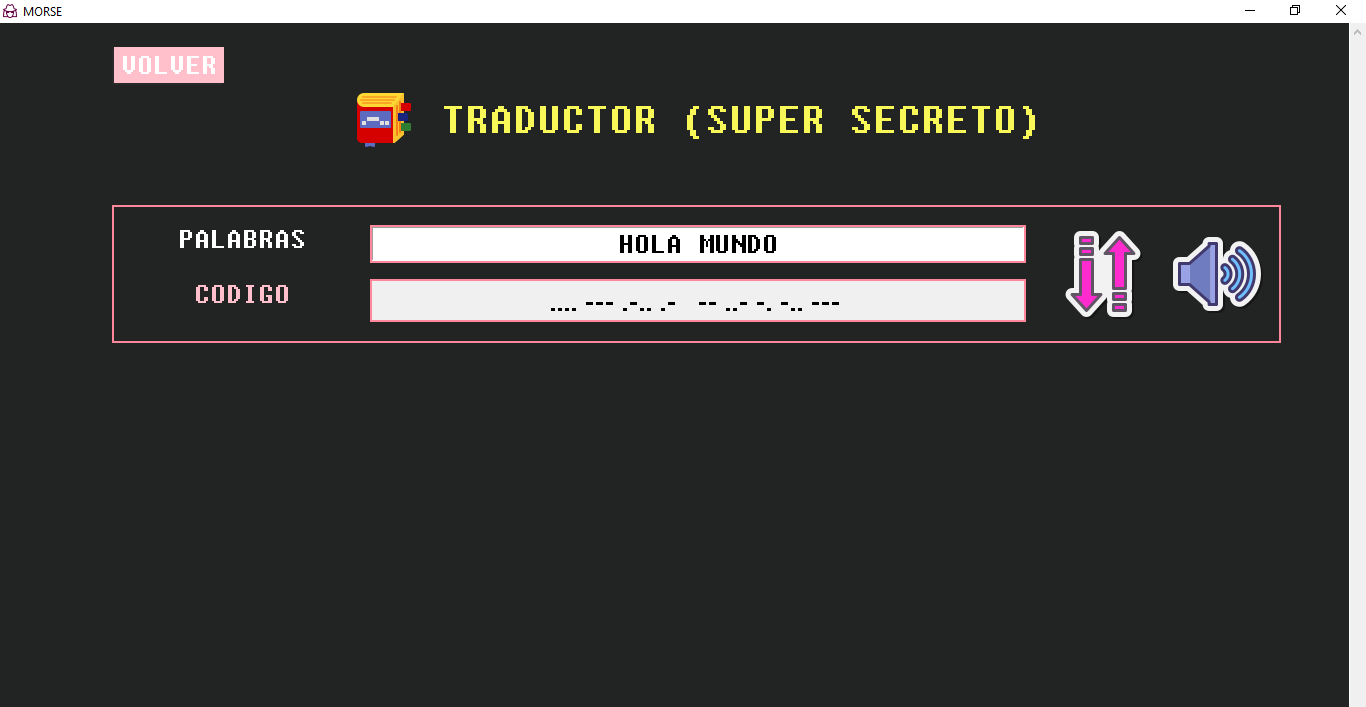 MORSE
VOLVER
TRADUCTOR (SUPER SECRETO)
PALABRAS
HOLA MUNDO
CODIGO
.... --- .-.. .-  -- ..- -. -.. ---